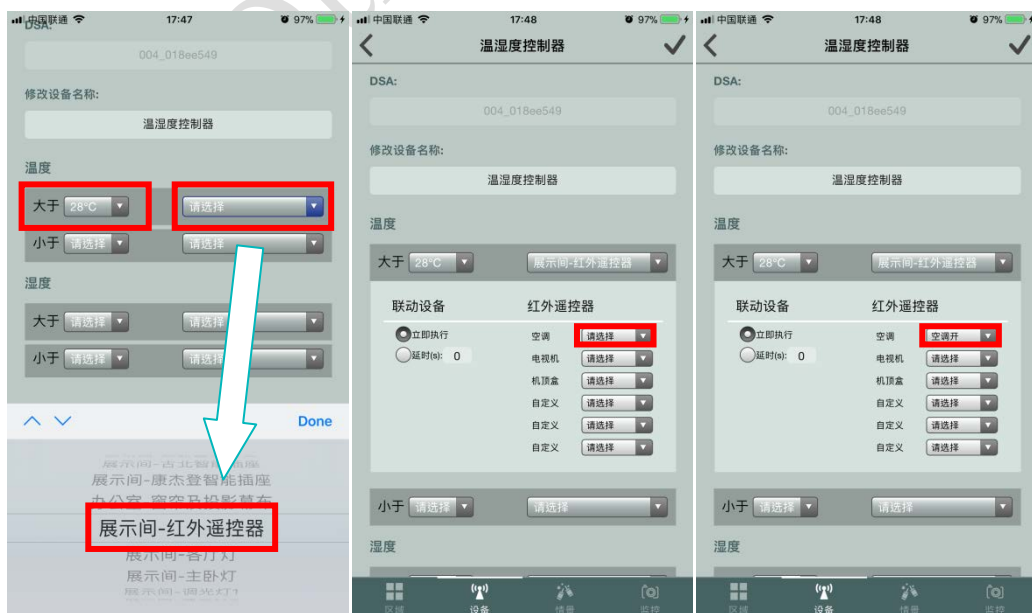 中国联通 17:47 97%
DSA:
004_018ee549
修改设备名称:
温湿度控制器
温度
大于 28°C 请选择
小于 请选择 请选择
湿度
大于 请选择 请选择
小于 请选择 请选择
Done
展示间-康杰登智能插座
展示间-红外遥控器
展示间-客厅灯
展示间-主卧灯
展示间-调光灯1
中国联通 17:48 97%
温湿度控制器
DSA:
004_018ee549
修改设备名称:
温湿度控制器
温度
大于 28°C 展示间-红外遥控器
联动设备 红外遥控器
立即执行 空调 请选择
延时(s): 0 电视机 请选择
机顶盒 请选择
自定义 请选择
自定义 请选择
自定义 请选择
小于 请选择 请选择
湿度
区域 设备 情景 监控
中国联通 17:48 97%
温湿度控制器
DSA:
004_018ee549
修改设备名称:
温湿度控制器
温度
大于 28°C 展示间-红外遥控器
联动设备 红外遥控器
立即执行 空调 空调开
延时(s): 0 电视机 请选择
机顶盒 请选择
自定义 请选择
自定义 请选择
自定义 请选择
小于 请选择 请选择
湿度
区域 设备 情景 监控